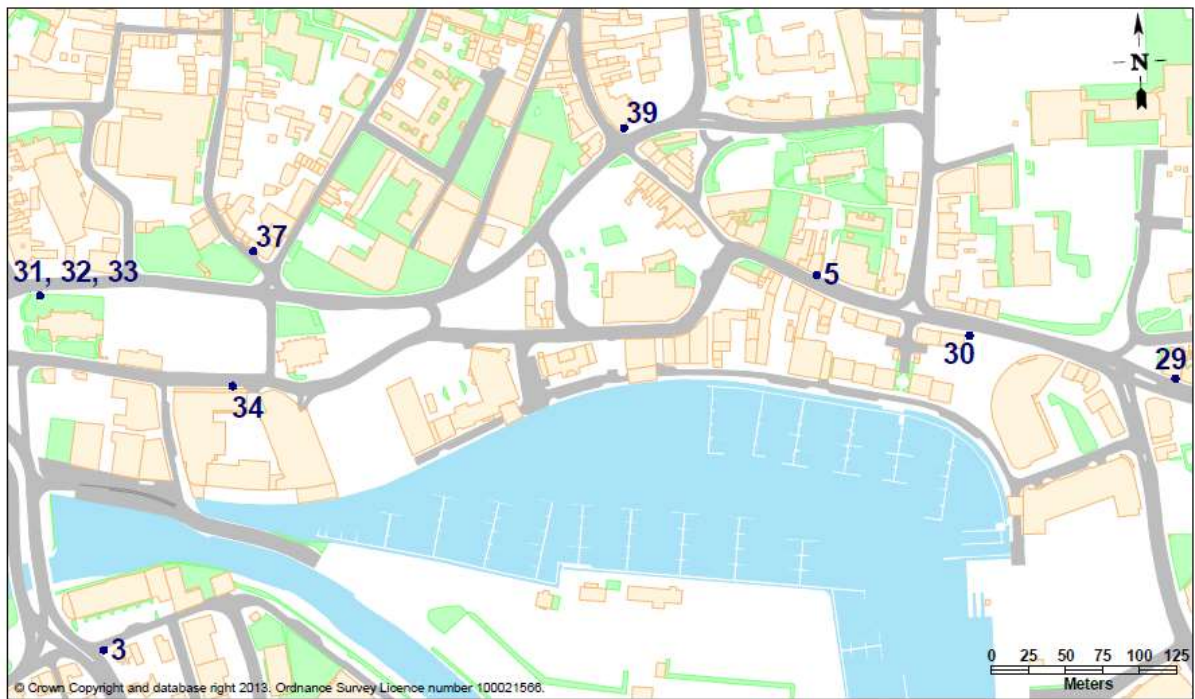 N
39
37
31, 32, 33
5
30
29
34
3
0 25 50 75 100 125
Meters
© Crown Copyright and database right 2013. Ordnance Survey Licence number 100021566.